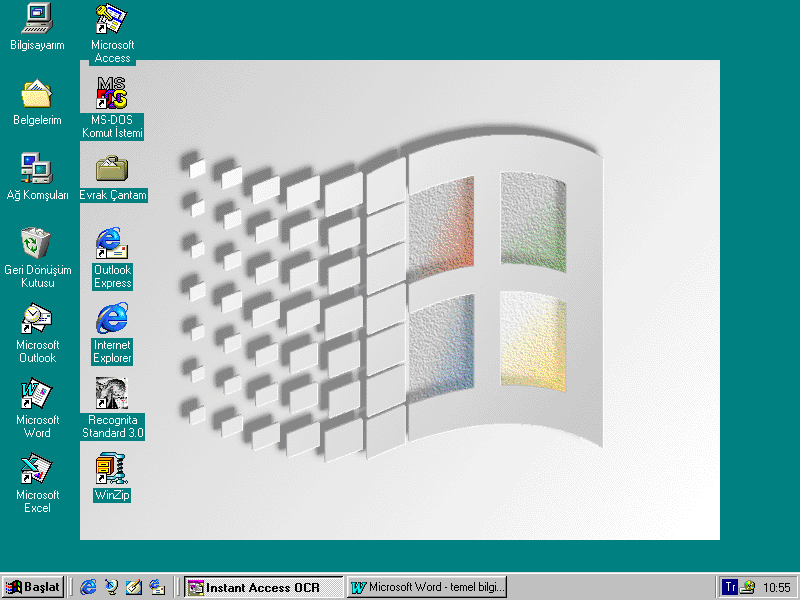 Bilgisayarım
Microsoft
Access
Belgelerim
MS
MS-DOS
Komut İstemi
Ağ Komşuları
Evrak Çantam
Geri Dönüşüm
Kutusu
Outlook
Express
Microsoft
Outlook
Internet
Explorer
Microsoft
Word
Recognita
Standard 3.0
Microsoft
Excel
WinZip
Başlat
Instant Access OCR
Microsoft Word - temel bilgi...
Tr
10:55